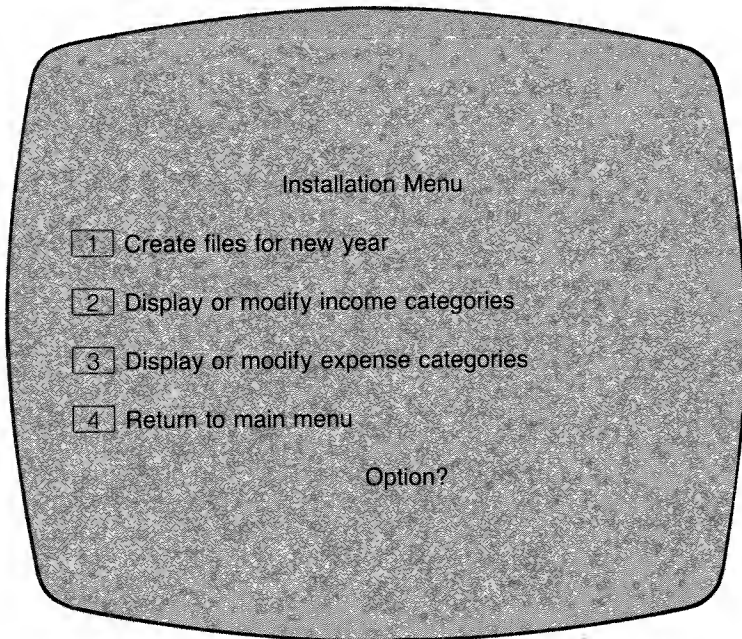 Installation Menu
1 Create files for new year
2 Display or modify income categories
3 Display or modify expense categories
4 Return to main menu
Option?